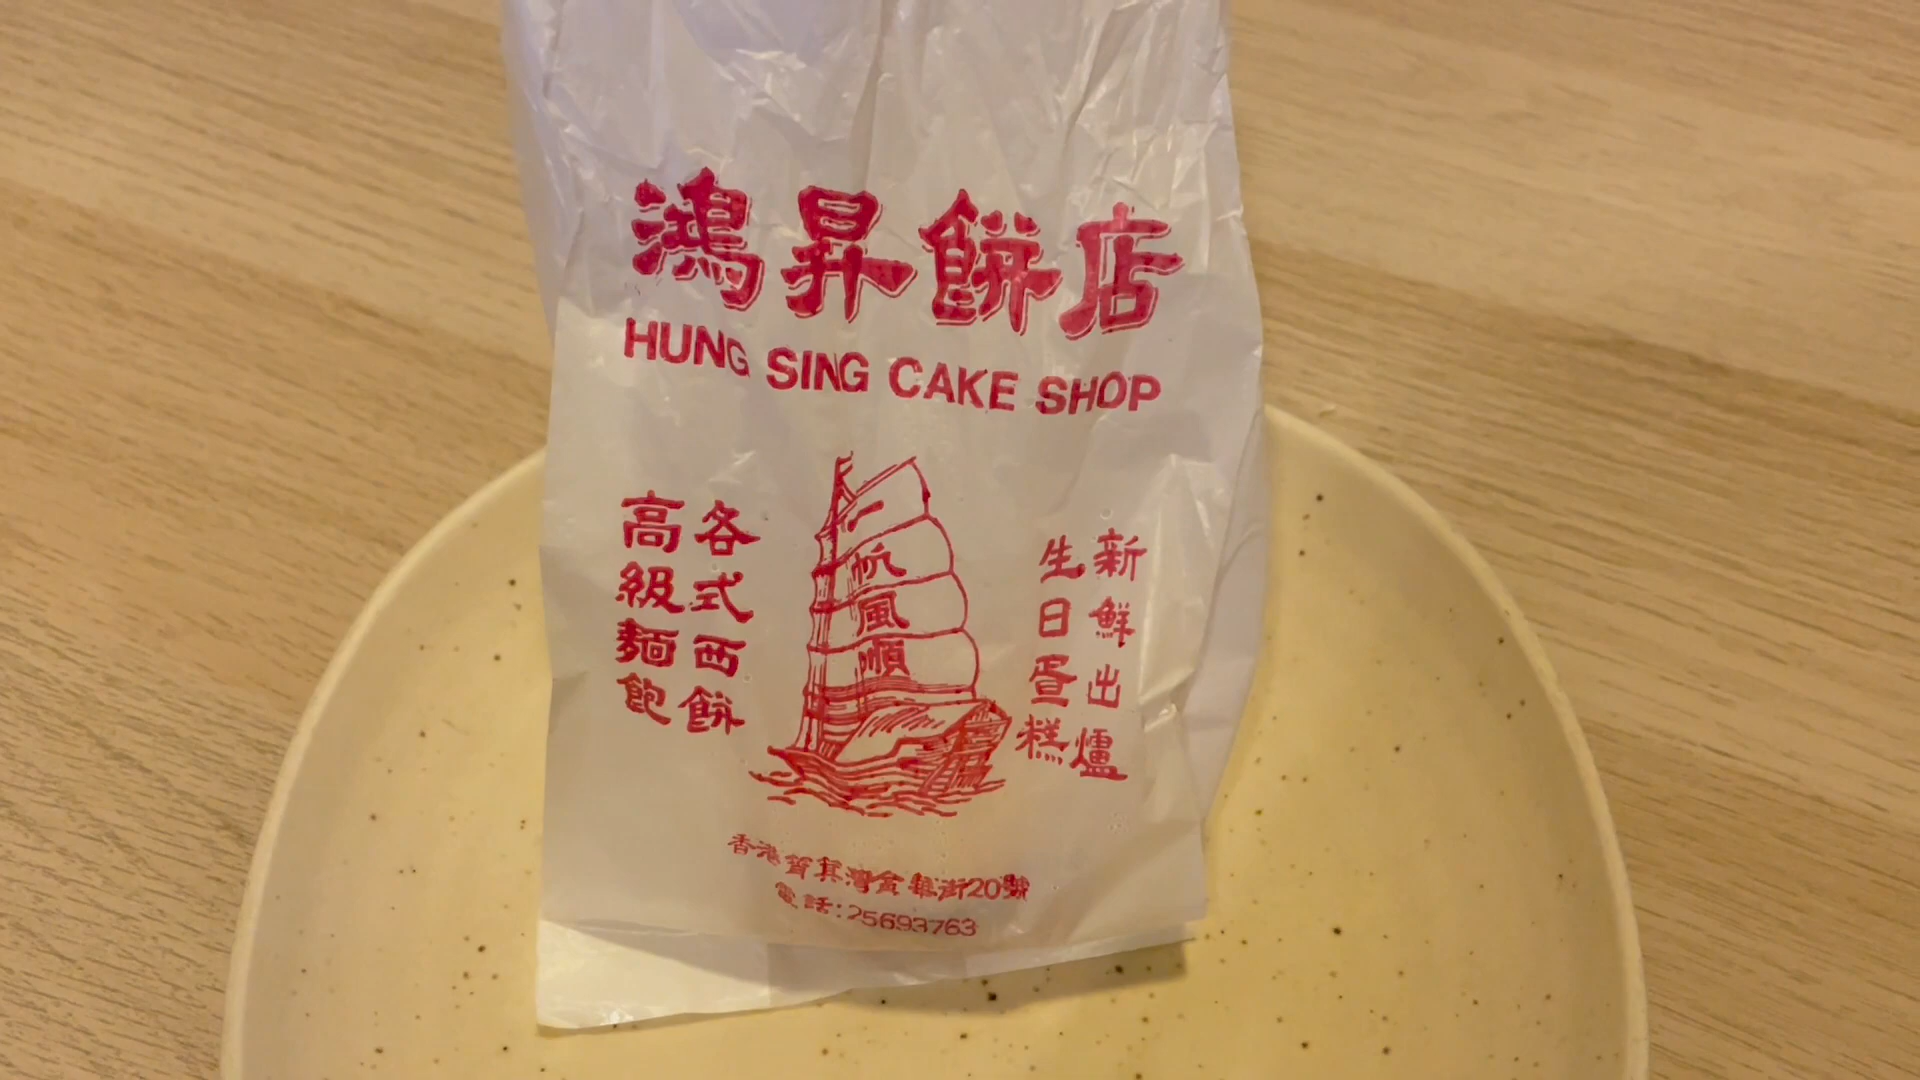 鴻昇餅店
HUNG SING CAKE SHOP
新鮮出爐
生日蛋糕
一帆風順
各式西餅
高級麵飽
香港筲箕灣金華街20號
電話:25693763